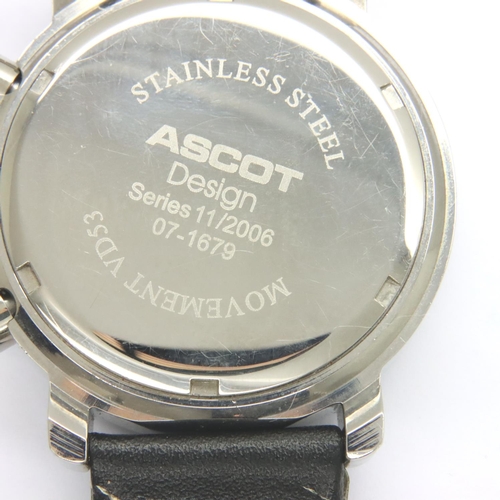 STAINLESS STEEL
ASCOT
Design
Series 11/2006
07-1679
MOVEMENT VD53